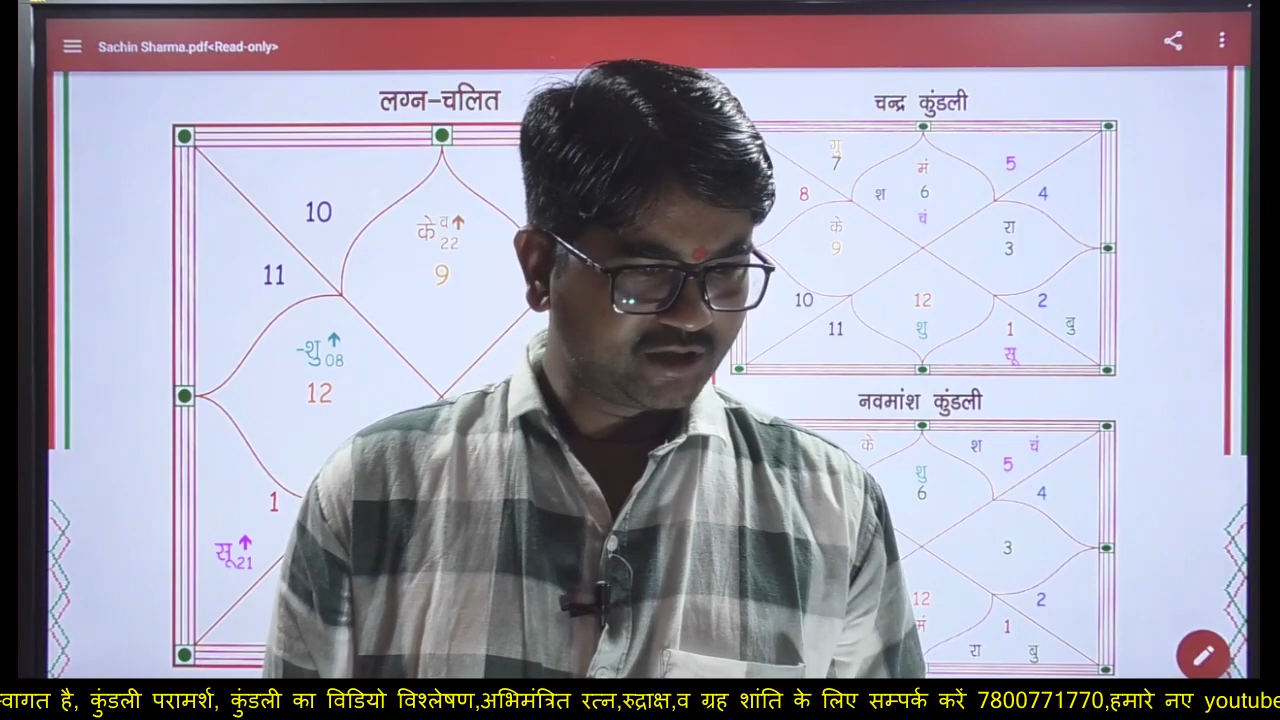 Sachin Sharma.pdf<Read-only>
लग्न-चलित
10
11
के व↑ 22
9
-शु↑ 08
12
1
सू↑ 21
चन्द्र कुंडली
गु
7
मं
5
8
श
6
4
चं
के
9
रा
3
10
12
2
11
शु
1
बु
सू
नवमांश कुंडली
के
श
चं
शु
5
6
4
3
12
2
मं
1
रा
बु
स्वागत है, कुंडली परामर्श, कुंडली का विडियो विश्लेषण,अभिमंत्रित रत्न,रुद्राक्ष,व ग्रह शांति के लिए सम्पर्क करें 7800771770,हमारे नए youtube